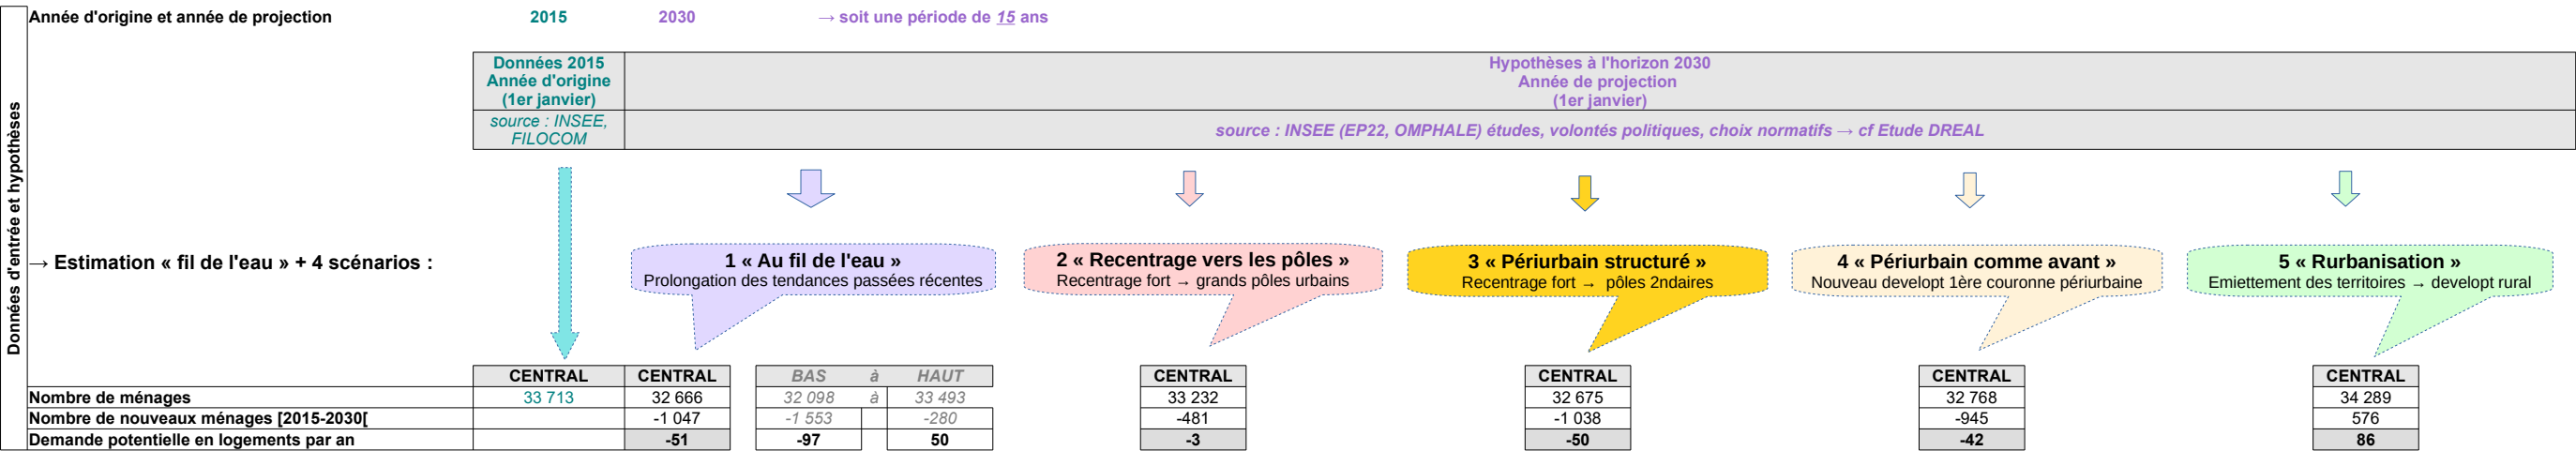 Année d'origine et année de projection 2015 2030 → soit une période de 15 ans
Données 2015
Année d'origine
(1er janvier)
Hypothèses à l'horizon 2030
Année de projection
(1er janvier)
source : INSEE,
FILOCOM
source : INSEE (EP22, OMPHALE) études, volontés politiques, choix normatifs → cf Etude DREAL
Données d'entrée et hypothèses
→ Estimation « fil de l'eau » + 4 scénarios :
1 « Au fil de l'eau »
Prolongation des tendances passées récentes
2 « Recentrage vers les pôles »
Recentrage fort → grands pôles urbains
3 « Périurbain structuré »
Recentrage fort → pôles 2ndaires
4 « Périurbain comme avant »
Nouveau developt 1ère couronne périurbaine
5 « Rurbanisation »
Emiettement des territoires → developt rural
CENTRAL CENTRAL BAS à HAUT CENTRAL CENTRAL CENTRAL CENTRAL
Nombre de ménages 33 713 32 666 32 098 à 33 493 33 232 32 675 32 768 34 289
Nombre de nouveaux ménages [2015-2030[ -1 047 -1 553 -280 -481 -1 038 -945 576
Demande potentielle en logements par an -51 -97 50 -3 -50 -42 86